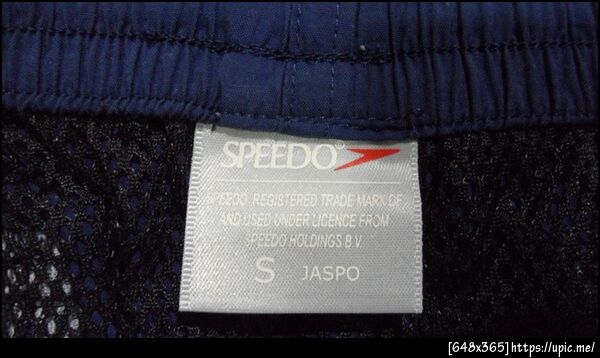 SPEEDO
SPEEDO REGISTERED TRADE MARK OF
AND USED UNDER LICENCE FROM
SPEEDO HOLDINGS B.V.
S JASPO
[648x365]https://upic.me/